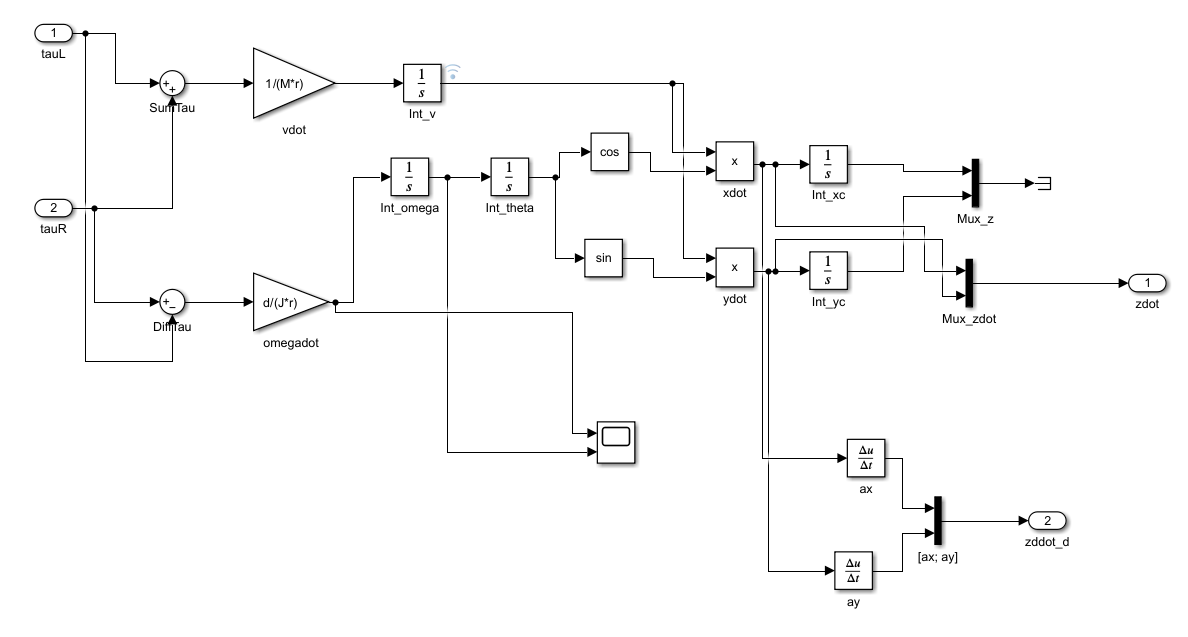 1
tauL
+
+
SumTau
1/(M*r)
vdot
1
s
Int_v
cos
x
xdot
1
s
Int_xc
Mux_z
1
s
Int_omega
1
s
Int_theta
2
tauR
sin
x
ydot
1
s
Int_yc
Mux_zdot
1
zdot
+
−
DiffTau
d/(J*r)
omegadot
Δu
Δt
ax
2
zddot_d
[ax; ay]
Δu
Δt
ay